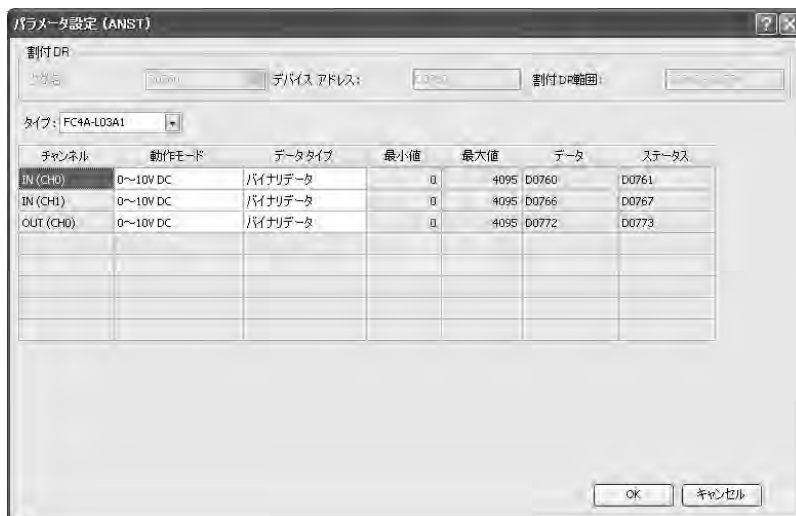 パラメータ設定 (ANST)
割付DR
デバイス アドレス: 割付DR範囲:
タイプ: FC4A-L03A1
チャンネル 動作モード データタイプ 最小値 最大値 データ ステータス
IN (CH0) 0～10V DC バイナリデータ 0 4095 D0760 D0761
IN (CH1) 0～10V DC バイナリデータ 0 4095 D0766 D0767
OUT (CH0) 0～10V DC バイナリデータ 0 4095 D0772 D0773
OK キャンセル